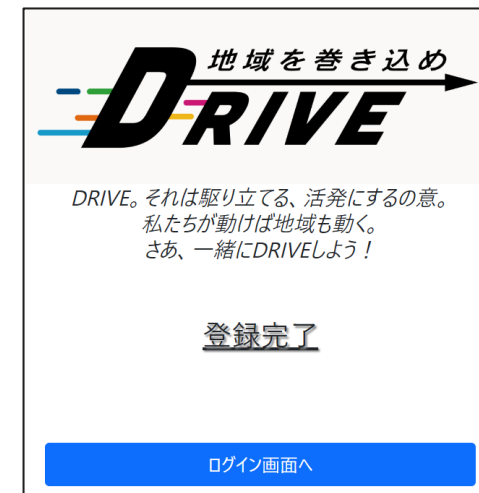 地域を巻き込め
DRIVE
DRIVE。それは駆り立てる、活発にするの意。
私たちが動けば地域も動く。
さあ、一緒にDRIVEしよう！
登録完了
ログイン画面へ